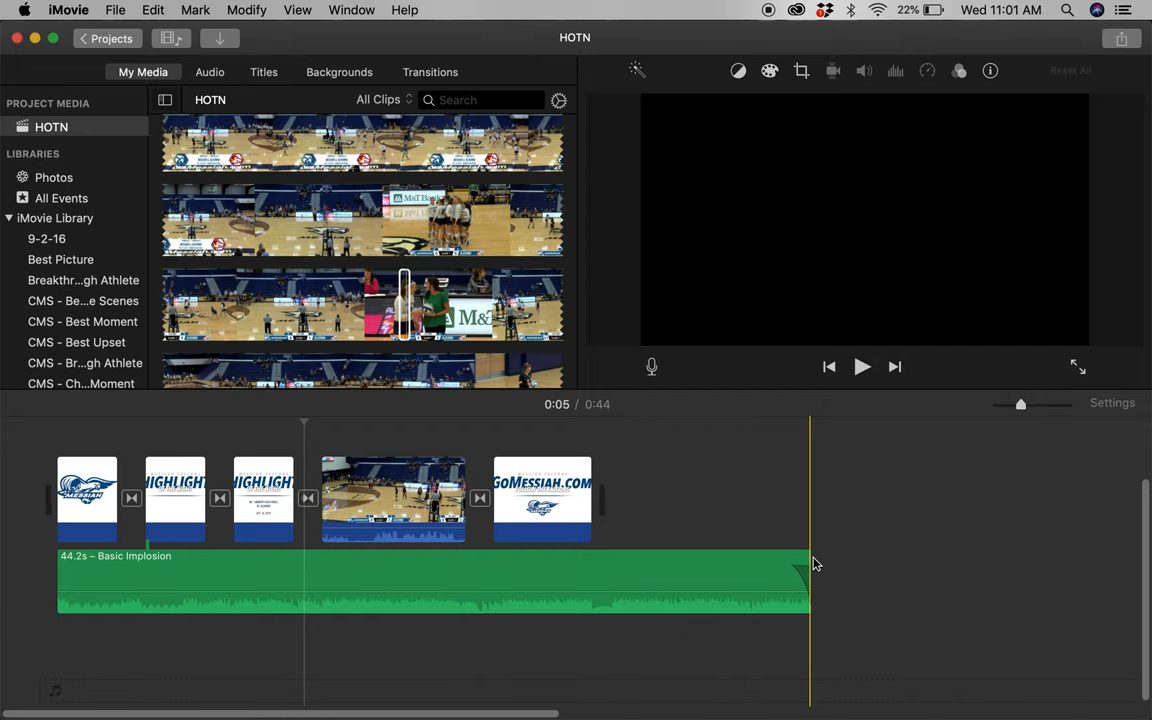 iMovie File Edit Mark Modify View Window Help 1 22% Wed 11:01 AM
Projects HOTN
My Media Audio Titles Backgrounds Transitions Reset All
PROJECT MEDIA HOTN All Clips Search
HOTN
LIBRARIES
Photos
All Events
iMovie Library
9-2-16
Best Picture
Breakthr...gh Athlete
CMS - Be...e Scenes
CMS - Best Moment
CMS - Best Upset
CMS - Br...gh Athlete
CMS - Ch...Moment
M&T Bank
M&
0:05 / 0:44 Settings
MESSIAH
HIGHLIGHT
HIGHLIGHT
GoMESSIAH.COM
44.2s – Basic Implosion